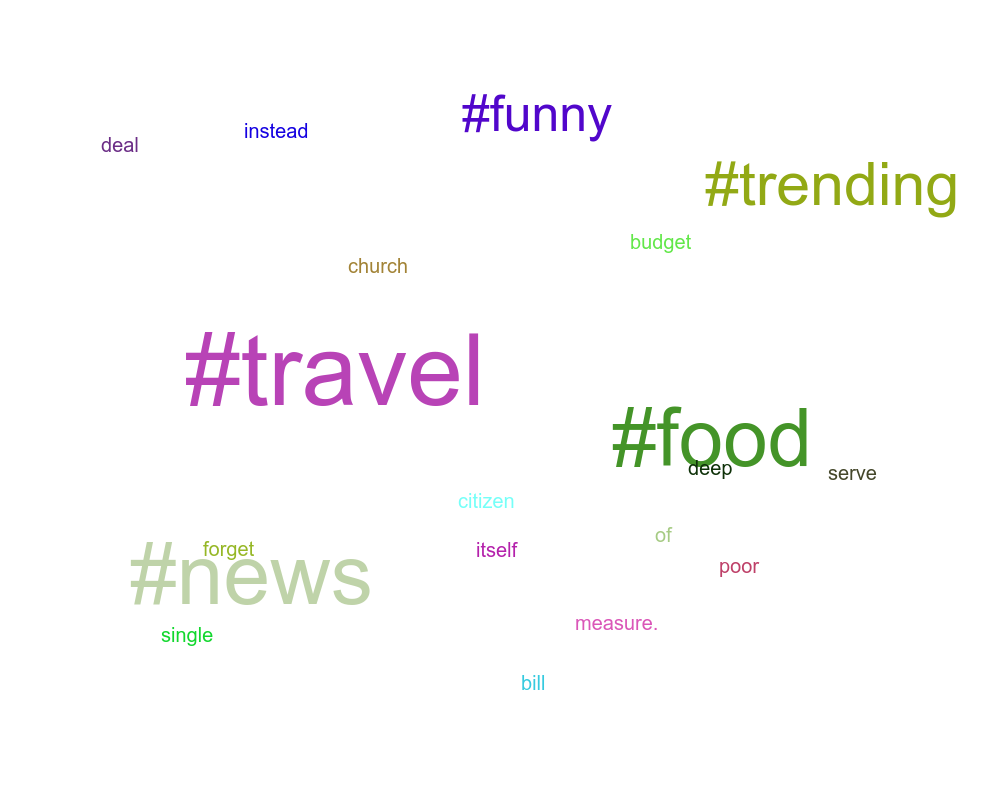 #funny
deal
instead
#trending
budget
church
#travel
#food
deep
serve
citizen
of
forget
itself
#news
poor
measure.
single
bill